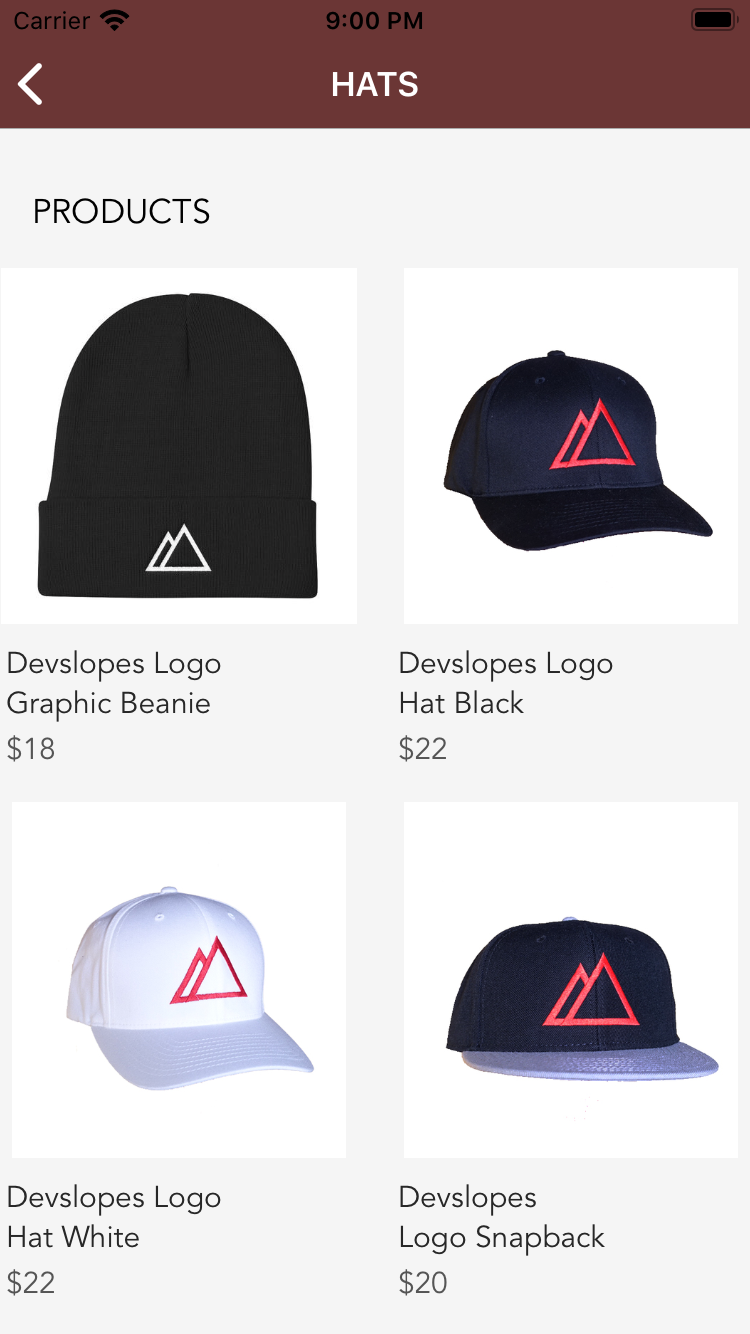 Carrier 9:00 PM
HATS
PRODUCTS
Devslopes Logo
Graphic Beanie
$18
Devslopes Logo
Hat Black
$22
Devslopes Logo
Hat White
$22
Devslopes
Logo Snapback
$20